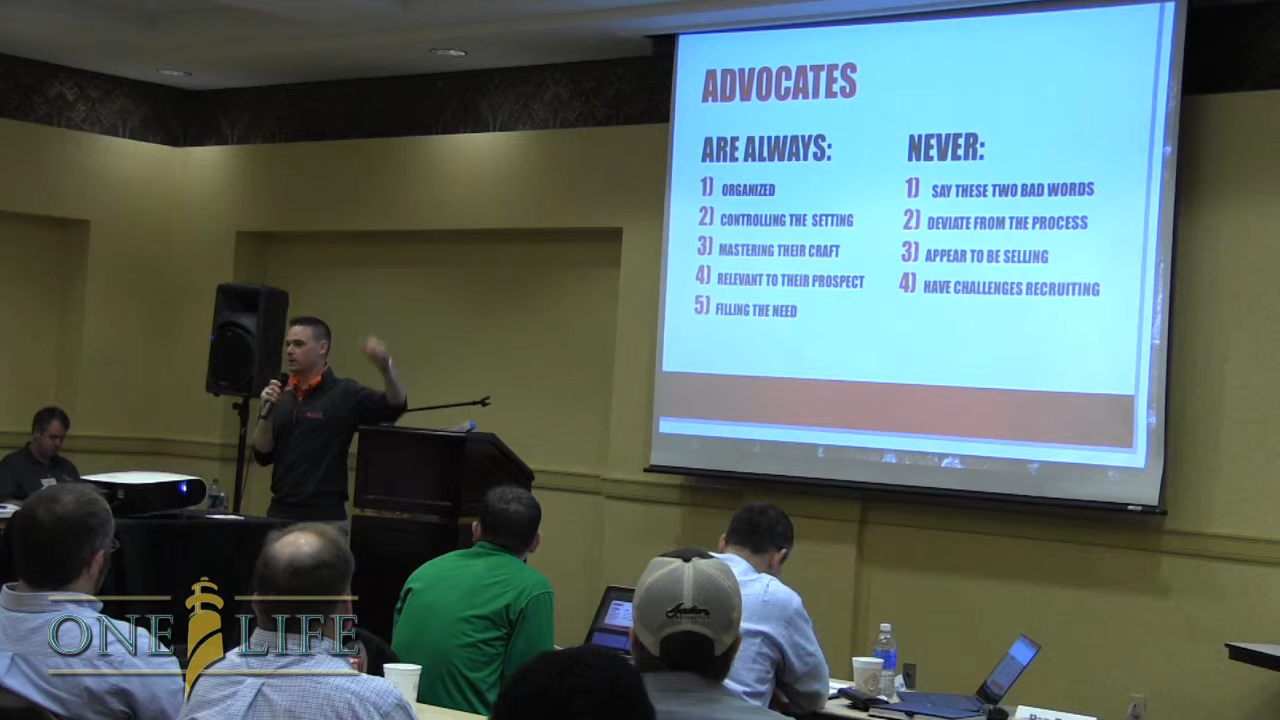 ADVOCATES
ARE ALWAYS:
1) ORGANIZED
2) CONTROLLING THE SETTING
3) MASTERING THEIR CRAFT
4) RELEVANT TO THEIR PROSPECT
5) FILLING THE NEED
NEVER:
1) SAY THESE TWO BAD WORDS
2) DEVIATE FROM THE PROCESS
3) APPEAR TO BE SELLING
4) HAVE CHALLENGES RECRUITING
ONE LIFE